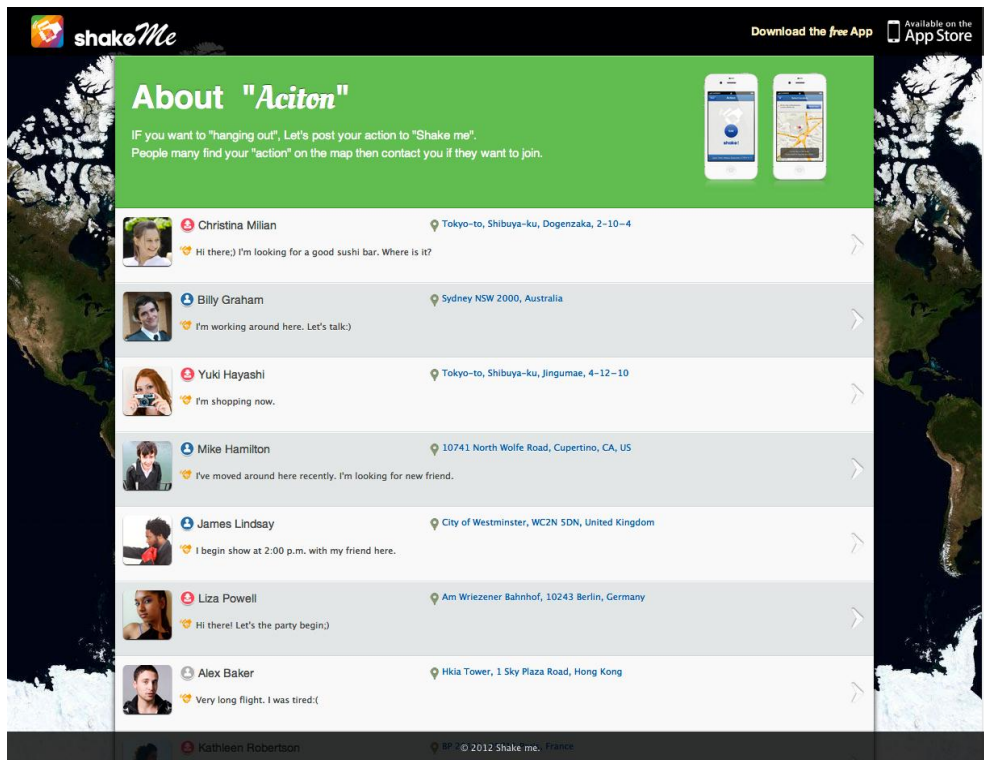 shakeMe
Download the free App
Available on the
App Store
About "Aciton"
IF you want to "hanging out", Let's post your action to "Shake me".
People many find your "action" on the map then contact you if they want to join.
shake!
Christina Milian
Tokyo-to, Shibuya-ku, Dogenzaka, 2-10-4
Hi there;) I'm looking for a good sushi bar. Where is it?
Billy Graham
Sydney NSW 2000, Australia
I'm working around here. Let's talk:)
Yuki Hayashi
Tokyo-to, Shibuya-ku, Jingumae, 4-12-10
I'm shopping now.
Mike Hamilton
10741 North Wolfe Road, Cupertino, CA, US
I've moved around here recently. I'm looking for new friend.
James Lindsay
City of Westminster, WC2N 5DN, United Kingdom
I begin show at 2:00 p.m. with my friend here.
Liza Powell
Am Wriezener Bahnhof, 10243 Berlin, Germany
Hi there! Let's the party begin;)
Alex Baker
Hkia Tower, 1 Sky Plaza Road, Hong Kong
Very long flight. I was tired:(
Kathleen Robertson
BP France
© 2012 Shake me.